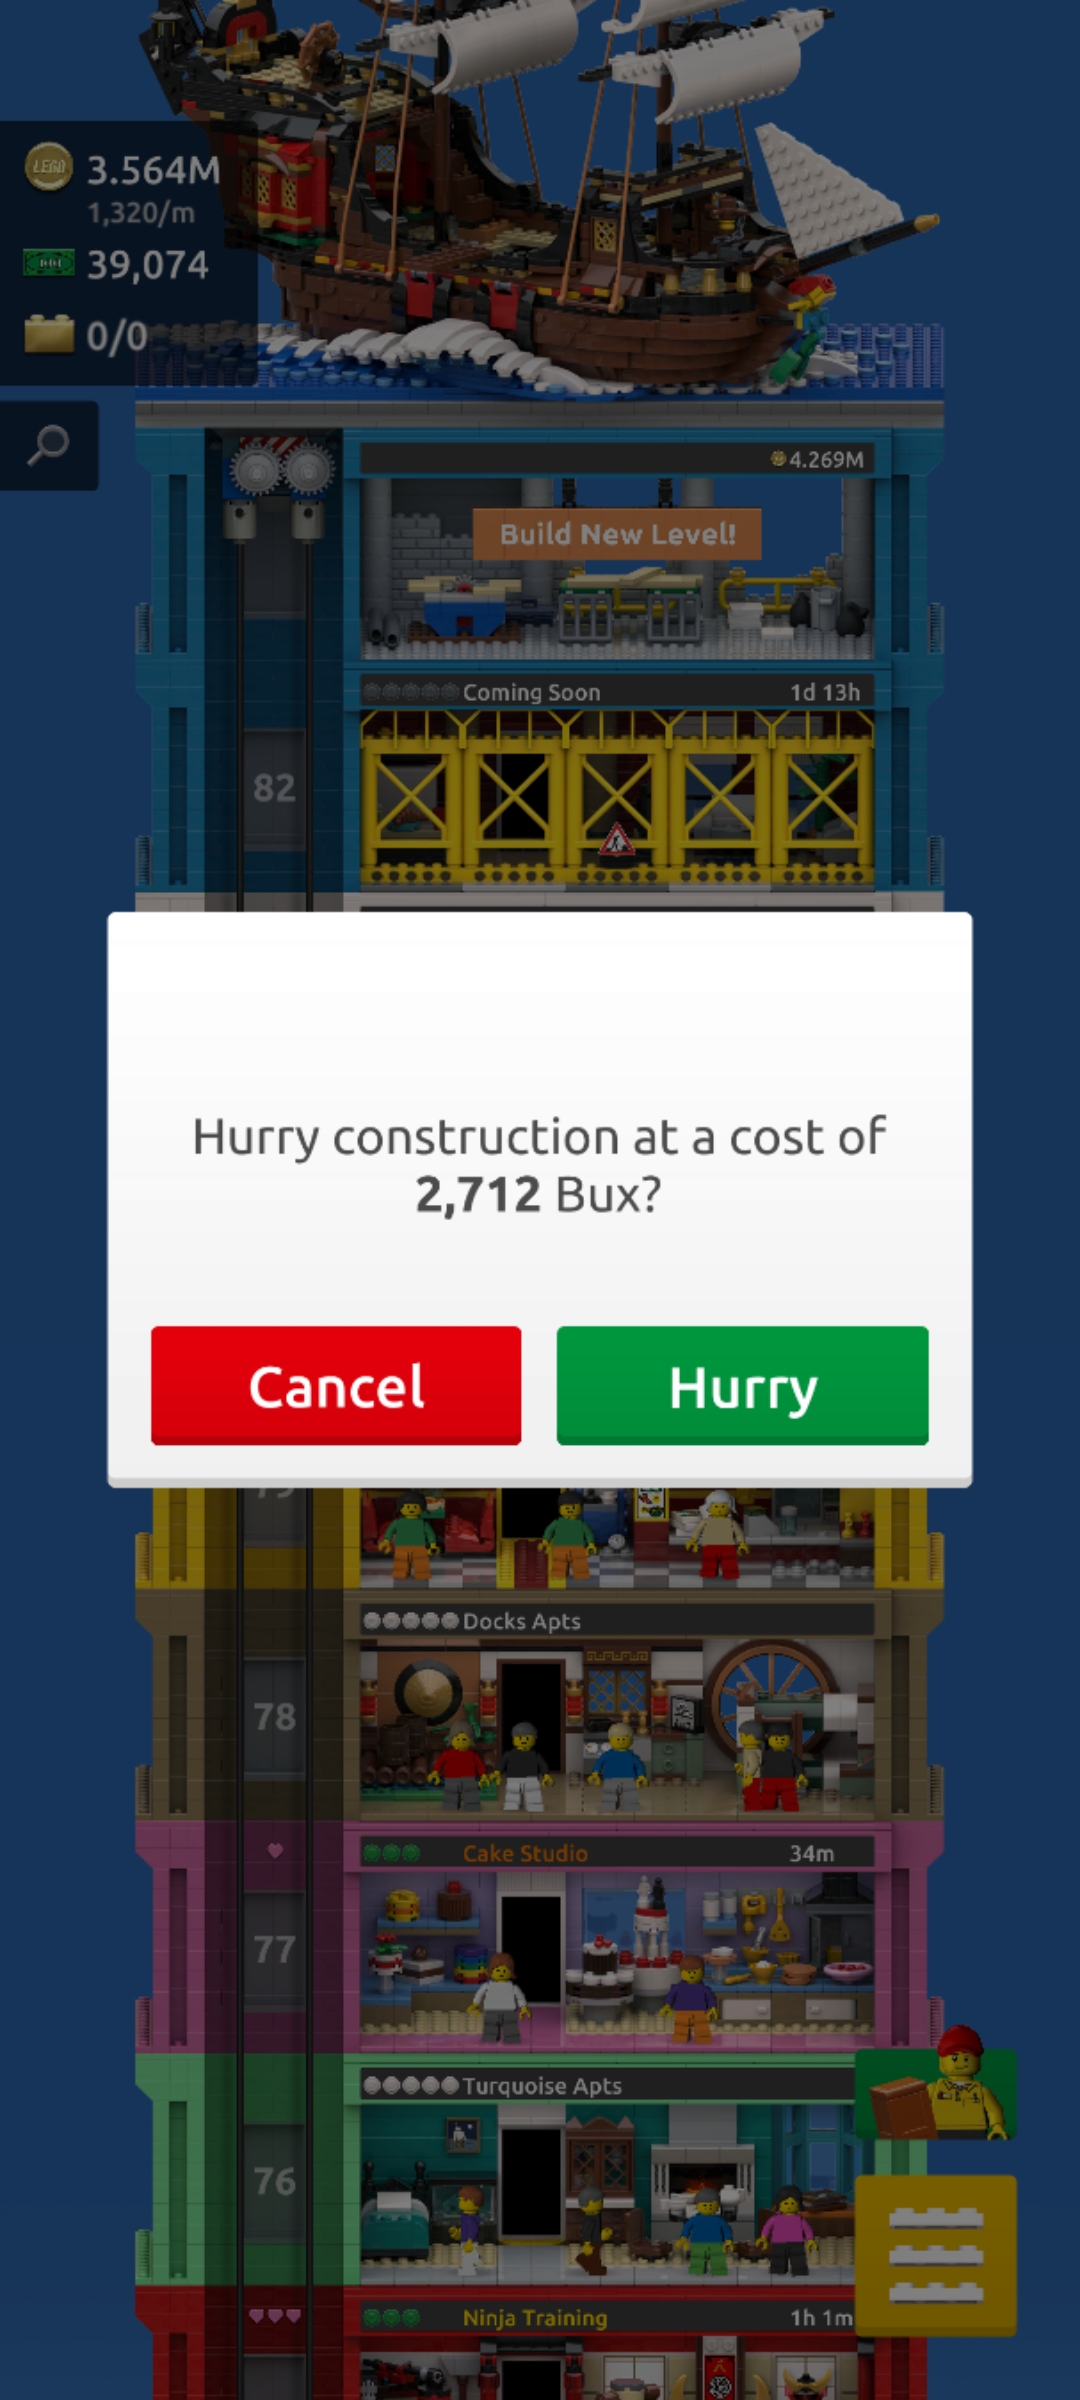 LEGO
3.564M
1,320/m
39,074
0/0
4.269M
Build New Level!
Coming Soon
1d 13h
82
Hurry construction at a cost of
2,712 Bux?
Cancel
Hurry
79
Docks Apts
78
Cake Studio
34m
77
Turquoise Apts
76
Ninja Training
1h 1m